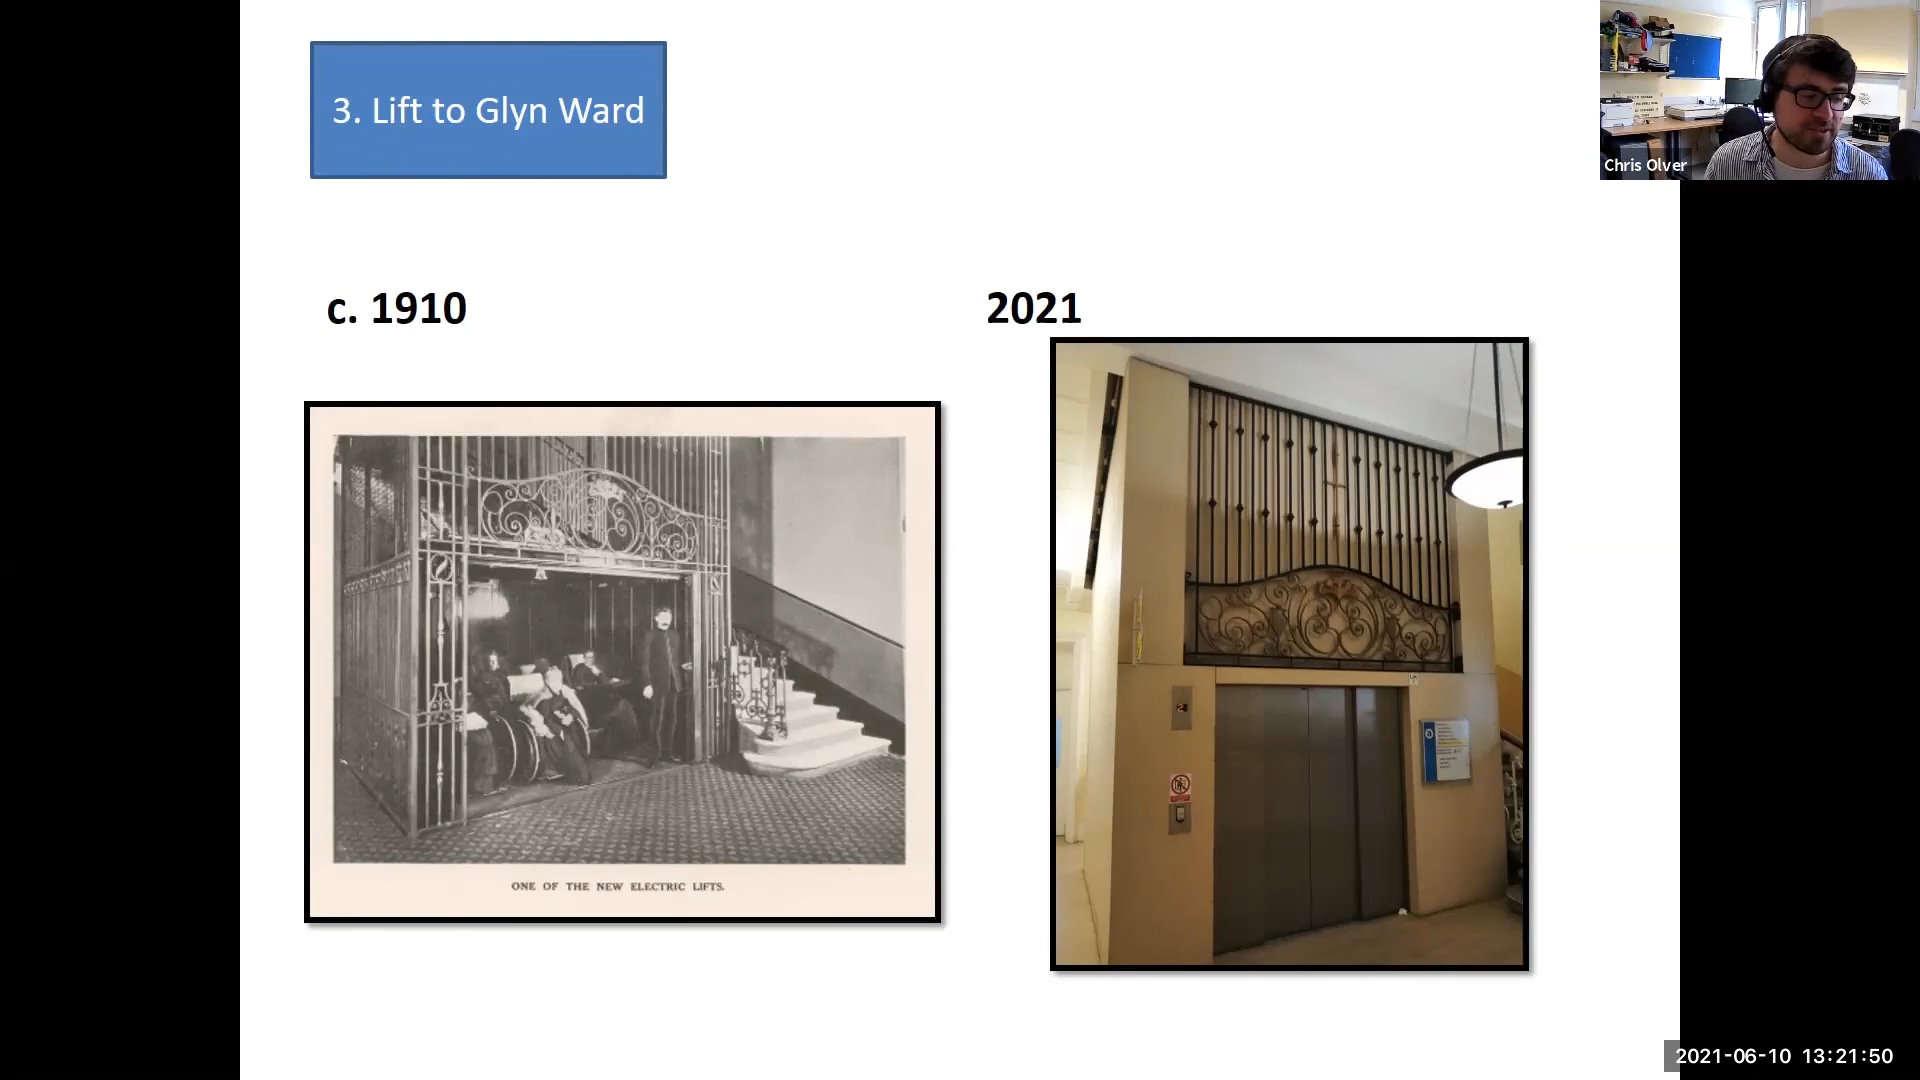 3. Lift to Glyn Ward
Chris Olver
c. 1910
2021
ONE OF THE NEW ELECTRIC LIFTS.
2021-06-10 13:21:50